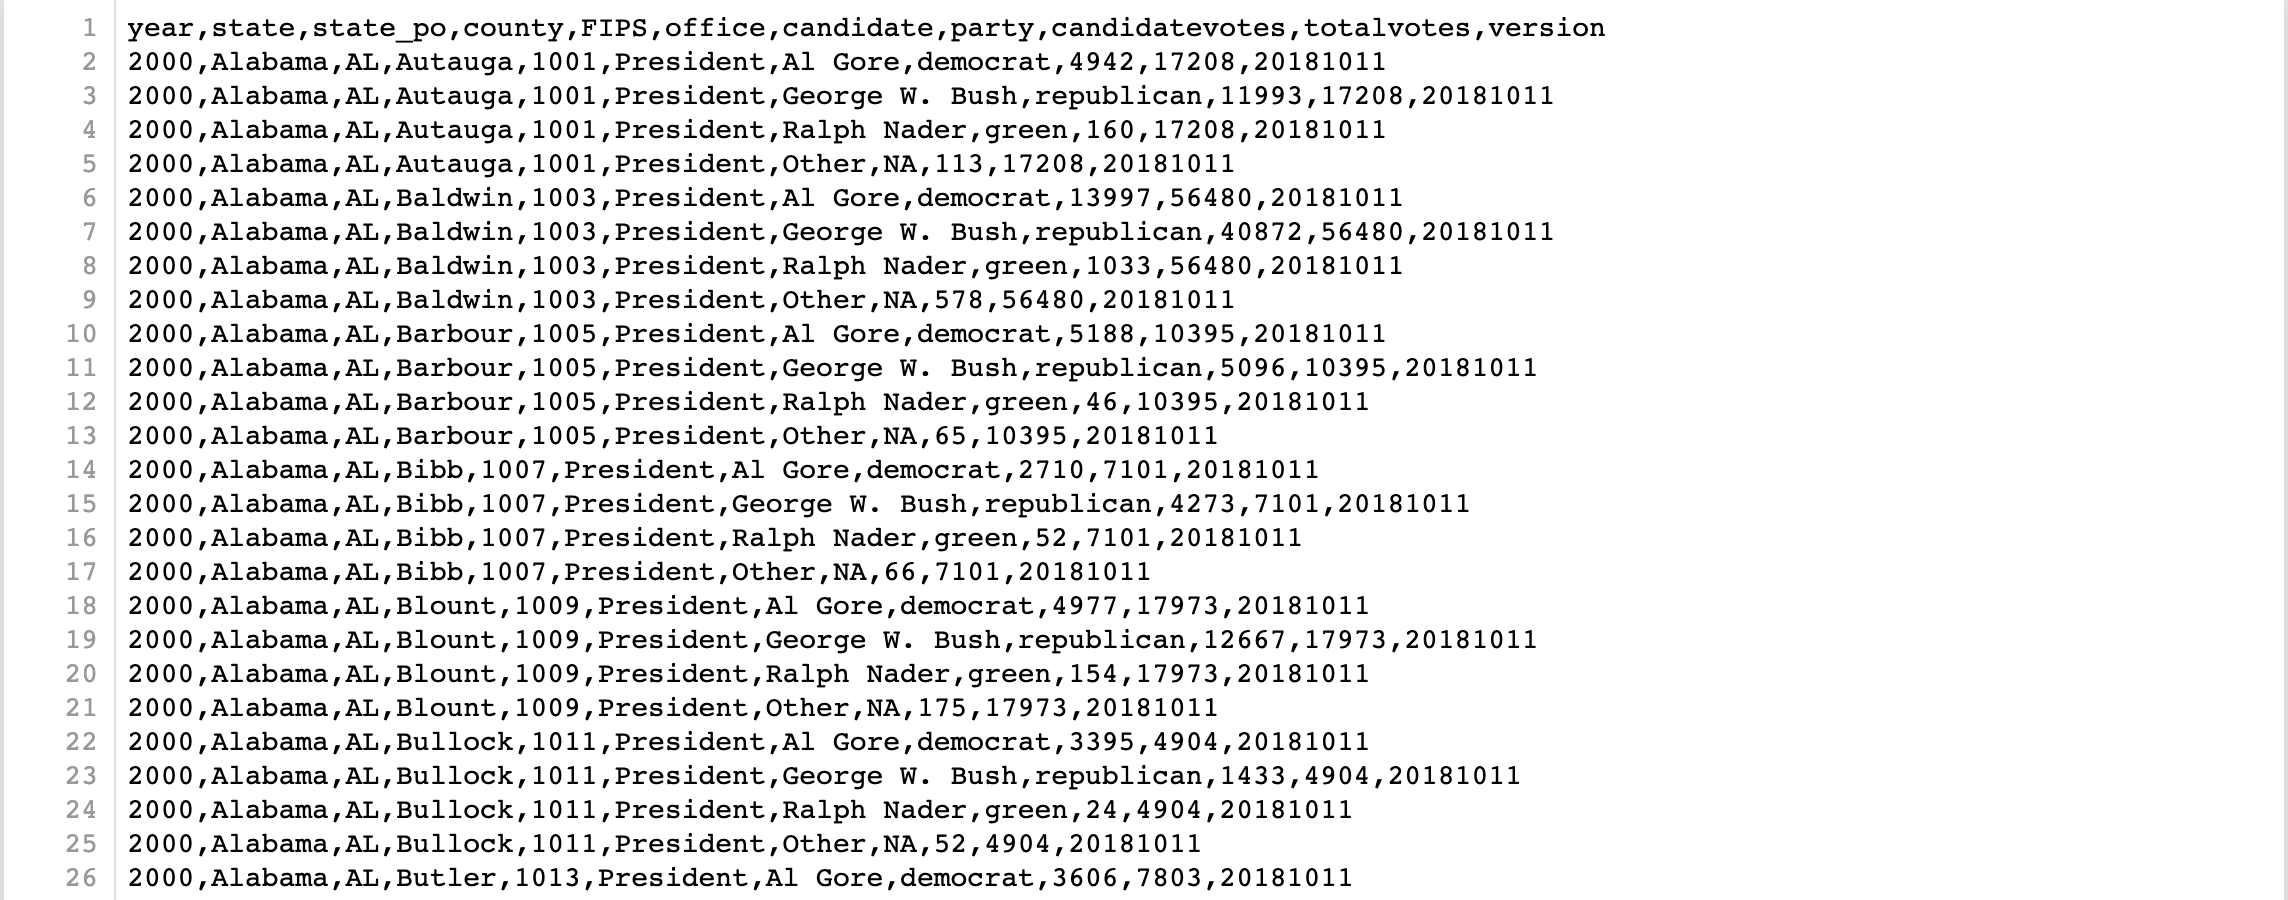 1 year,state,state_po,county,FIPS,office,candidate,party,candidatevotes,totalvotes,version
2 2000,Alabama,AL,Autauga,1001,President,Al Gore,democrat,4942,17208,20181011
3 2000,Alabama,AL,Autauga,1001,President,George W. Bush,republican,11993,17208,20181011
4 2000,Alabama,AL,Autauga,1001,President,Ralph Nader,green,160,17208,20181011
5 2000,Alabama,AL,Autauga,1001,President,Other,NA,113,17208,20181011
6 2000,Alabama,AL,Baldwin,1003,President,Al Gore,democrat,13997,56480,20181011
7 2000,Alabama,AL,Baldwin,1003,President,George W. Bush,republican,40872,56480,20181011
8 2000,Alabama,AL,Baldwin,1003,President,Ralph Nader,green,1033,56480,20181011
9 2000,Alabama,AL,Baldwin,1003,President,Other,NA,578,56480,20181011
10 2000,Alabama,AL,Barbour,1005,President,Al Gore,democrat,5188,10395,20181011
11 2000,Alabama,AL,Barbour,1005,President,George W. Bush,republican,5096,10395,20181011
12 2000,Alabama,AL,Barbour,1005,President,Ralph Nader,green,46,10395,20181011
13 2000,Alabama,AL,Barbour,1005,President,Other,NA,65,10395,20181011
14 2000,Alabama,AL,Bibb,1007,President,Al Gore,democrat,2710,7101,20181011
15 2000,Alabama,AL,Bibb,1007,President,George W. Bush,republican,4273,7101,20181011
16 2000,Alabama,AL,Bibb,1007,President,Ralph Nader,green,52,7101,20181011
17 2000,Alabama,AL,Bibb,1007,President,Other,NA,66,7101,20181011
18 2000,Alabama,AL,Blount,1009,President,Al Gore,democrat,4977,17973,20181011
19 2000,Alabama,AL,Blount,1009,President,George W. Bush,republican,12667,17973,20181011
20 2000,Alabama,AL,Blount,1009,President,Ralph Nader,green,154,17973,20181011
21 2000,Alabama,AL,Blount,1009,President,Other,NA,175,17973,20181011
22 2000,Alabama,AL,Bullock,1011,President,Al Gore,democrat,3395,4904,20181011
23 2000,Alabama,AL,Bullock,1011,President,George W. Bush,republican,1433,4904,20181011
24 2000,Alabama,AL,Bullock,1011,President,Ralph Nader,green,24,4904,20181011
25 2000,Alabama,AL,Bullock,1011,President,Other,NA,52,4904,20181011
26 2000,Alabama,AL,Butler,1013,President,Al Gore,democrat,3606,7803,20181011